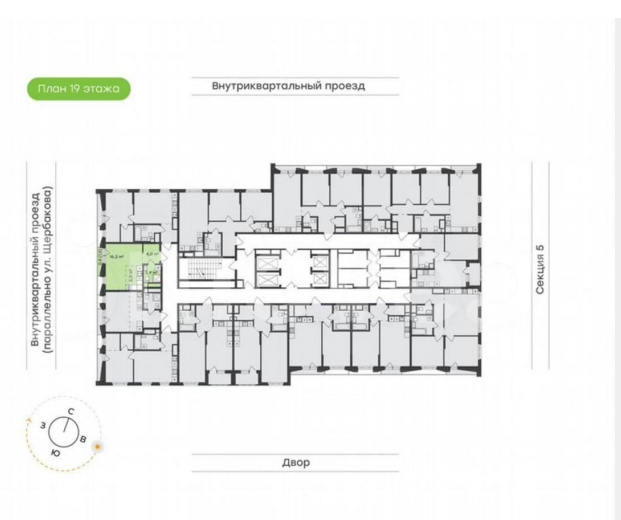 План 19 этажа
Внутриквартальный проезд
Внутриквартальный проезд
(параллельно ул. Щербакова)
Секция 5
С
З
В
Ю
Двор